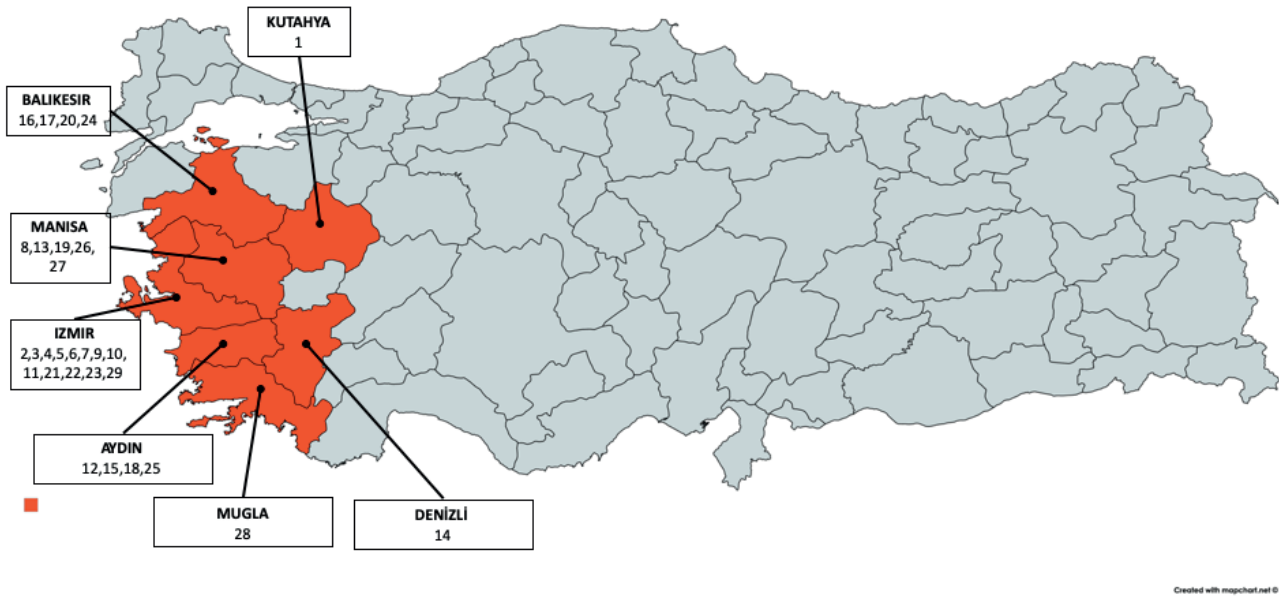 KUTAHYA
1
BALIKESIR
16,17,20,24
MANISA
8,13,19,26,
27
IZMIR
2,3,4,5,6,7,9,10,
11,21,22,23,29
AYDIN
12,15,18,25
MUGLA
28
DENİZLİ
14
Created with mapchart.net ©